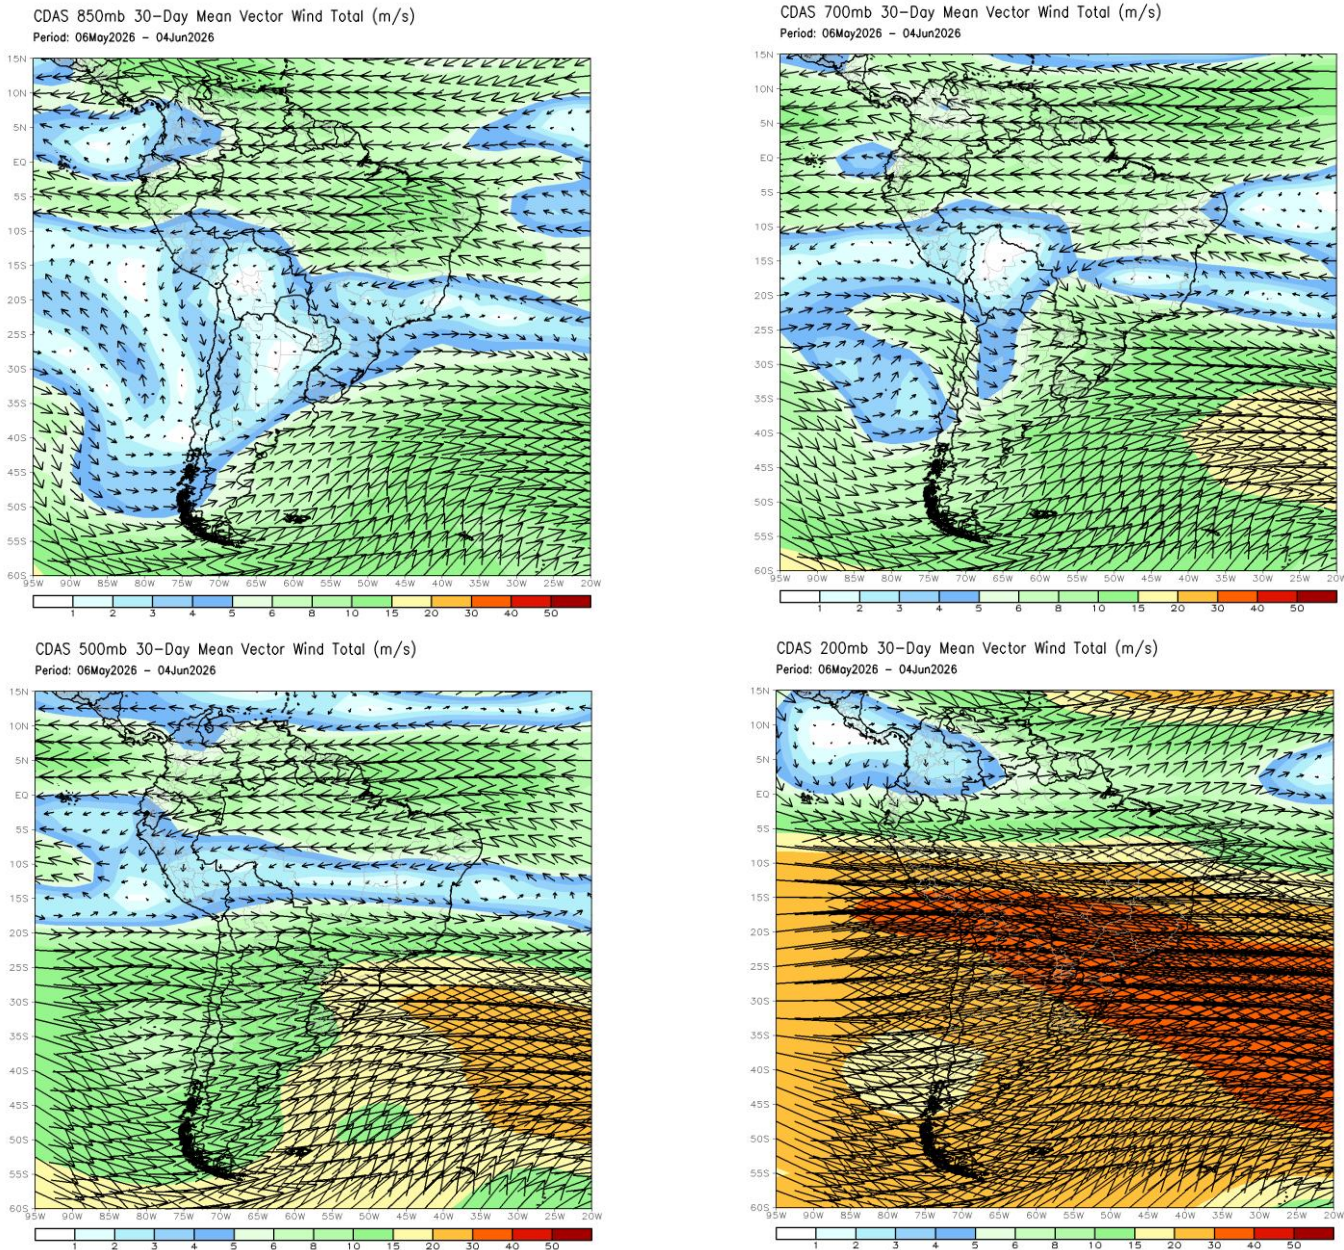 CDAS 850mb 30-Day Mean Vector Wind Total (m/s)
Period: 06May2026 – 04Jun2026
15N
10N
5N
EQ
5S
10S
15S
20S
25S
30S
35S
40S
45S
50S
55S
60S
95W 90W 85W 80W 75W 70W 65W 60W 55W 50W 45W 40W 35W 30W 25W 20W
1 2 3 4 5 6 8 10 15 20 30 40 50
CDAS 700mb 30-Day Mean Vector Wind Total (m/s)
Period: 06May2026 – 04Jun2026
15N
10N
5N
EQ
5S
10S
15S
20S
25S
30S
35S
40S
45S
50S
55S
60S
95W 90W 85W 80W 75W 70W 65W 60W 55W 50W 45W 40W 35W 30W 25W 20W
1 2 3 4 5 6 8 10 15 20 30 40 50
CDAS 500mb 30-Day Mean Vector Wind Total (m/s)
Period: 06May2026 – 04Jun2026
15N
10N
5N
EQ
5S
10S
15S
20S
25S
30S
35S
40S
45S
50S
55S
60S
95W 90W 85W 80W 75W 70W 65W 60W 55W 50W 45W 40W 35W 30W 25W 20W
1 2 3 4 5 6 8 10 15 20 30 40 50
CDAS 200mb 30-Day Mean Vector Wind Total (m/s)
Period: 06May2026 – 04Jun2026
15N
10N
5N
EQ
5S
10S
15S
20S
25S
30S
35S
40S
45S
50S
55S
60S
95W 90W 85W 80W 75W 70W 65W 60W 55W 50W 45W 40W 35W 30W 25W 20W
1 2 3 4 5 6 8 10 15 20 30 40 50